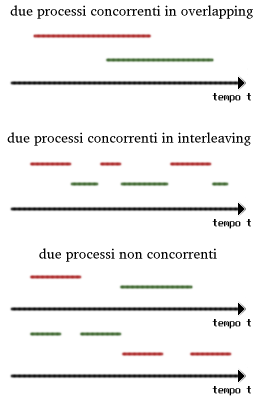 due processi concorrenti in overlapping
tempo t
due processi concorrenti in interleaving
tempo t
due processi non concorrenti
tempo t
tempo t